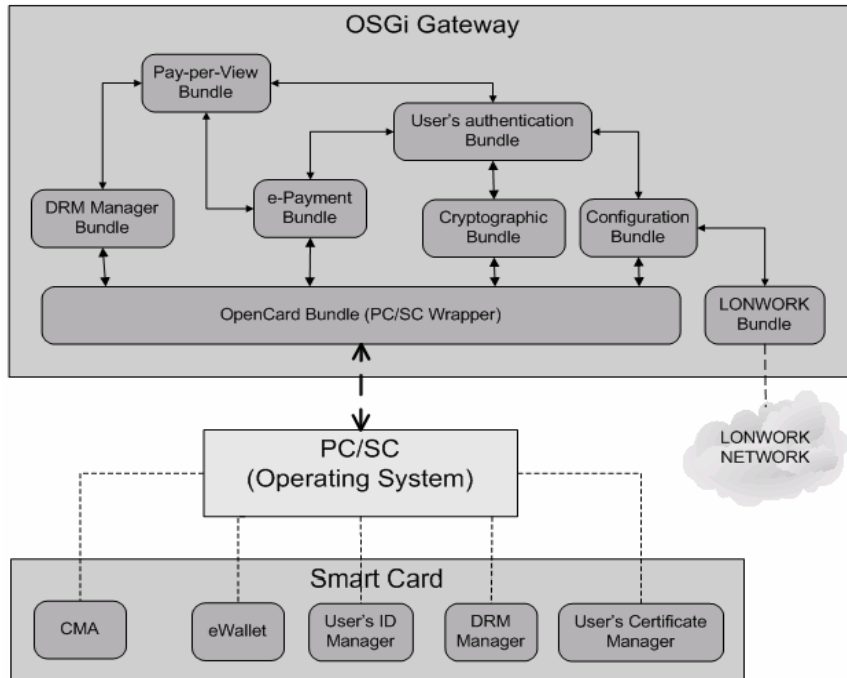 OSGi Gateway
Pay-per-View
Bundle
User's authentication
Bundle
DRM Manager
Bundle
e-Payment
Bundle
Cryptographic
Bundle
Configuration
Bundle
OpenCard Bundle (PC/SC Wrapper)
LONWORK
Bundle
LONWORK
NETWORK
PC/SC
(Operating System)
Smart Card
CMA
eWallet
User's ID
Manager
DRM
Manager
User's Certificate
Manager